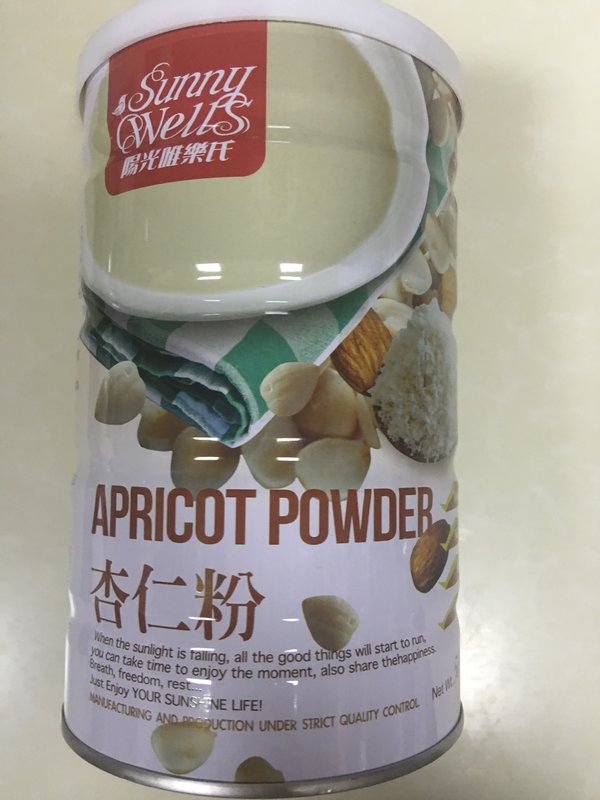 Sunny
Wells
陽光唯樂氏
APRICOT POWDER
杏仁粉
When the sunlight is falling, all the good things will start to run,
you can take time to enjoy the moment, also share thehappiness.
Breath, freedom, rest...
Just Enjoy YOUR SUNSHINE LIFE!
Net Wt.
MANUFACTURING AND PRODUCTION UNDER STRICT QUALITY CONTROL